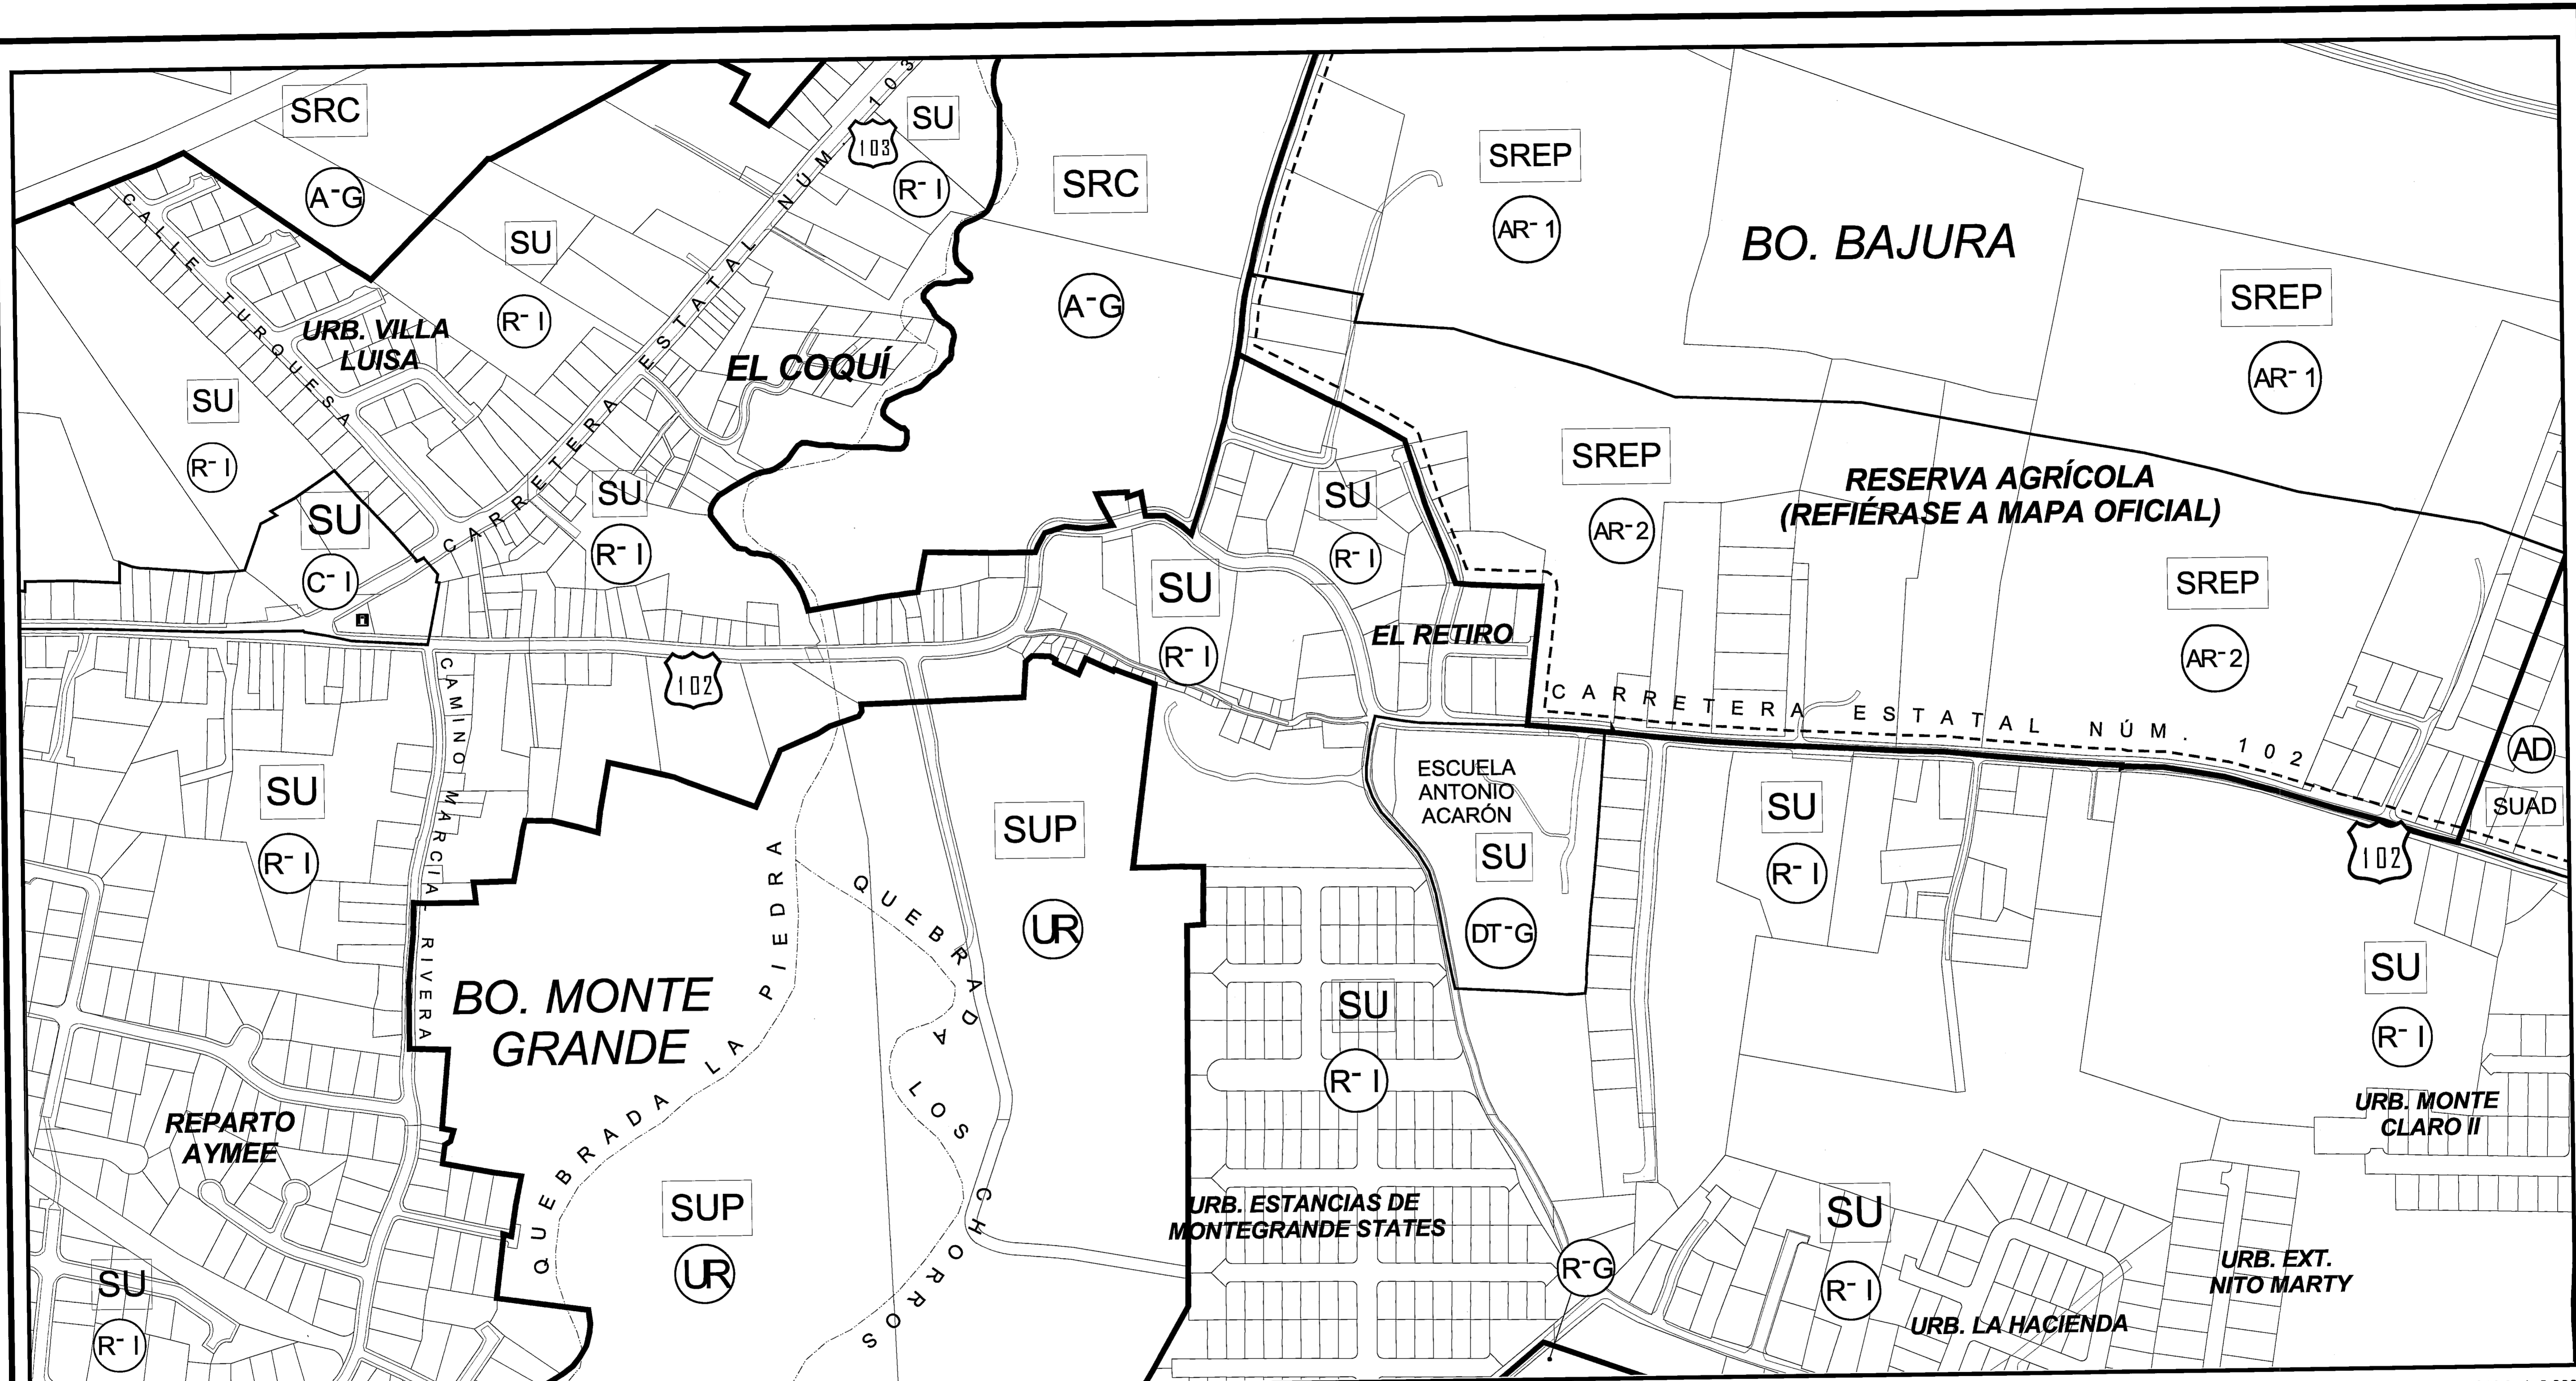 SRC
A-G
CARRETERA ESTATAL NÚM. 103
103
SU
R-I
SRC
A-G
SREP
AR-1
BO. BAJURA
SREP
AR-1
SU
R-I
CALLE TURQUESA
URB. VILLA
LUISA
EL COQUÍ
SU
R-I
SU
C-I
SU
R-I
SU
R-I
SU
R-I
EL RETIRO
SREP
AR-2
RESERVA AGRÍCOLA
(REFIÉRASE A MAPA OFICIAL)
SREP
AR-2
102
CARRETERA ESTATAL NÚM. 102
AD
SUAD
102
CAMINO MARCIAL RIVERA
SU
R-I
SUP
UR
ESCUELA
ANTONIO
ACARÓN
SU
DT-G
SU
R-I
SU
R-I
BO. MONTE
GRANDE
QUEBRADA LA PIEDRA
QUEBRADA LOS CHORROS
SU
R-I
REPARTO
AYMEE
URB. MONTE
CLARO II
SUP
UR
URB. ESTANCIAS DE
MONTEGRANDE STATES
R-G
SU
R-I
URB. LA HACIENDA
URB. EXT.
NITO MARTY
SU
R-I